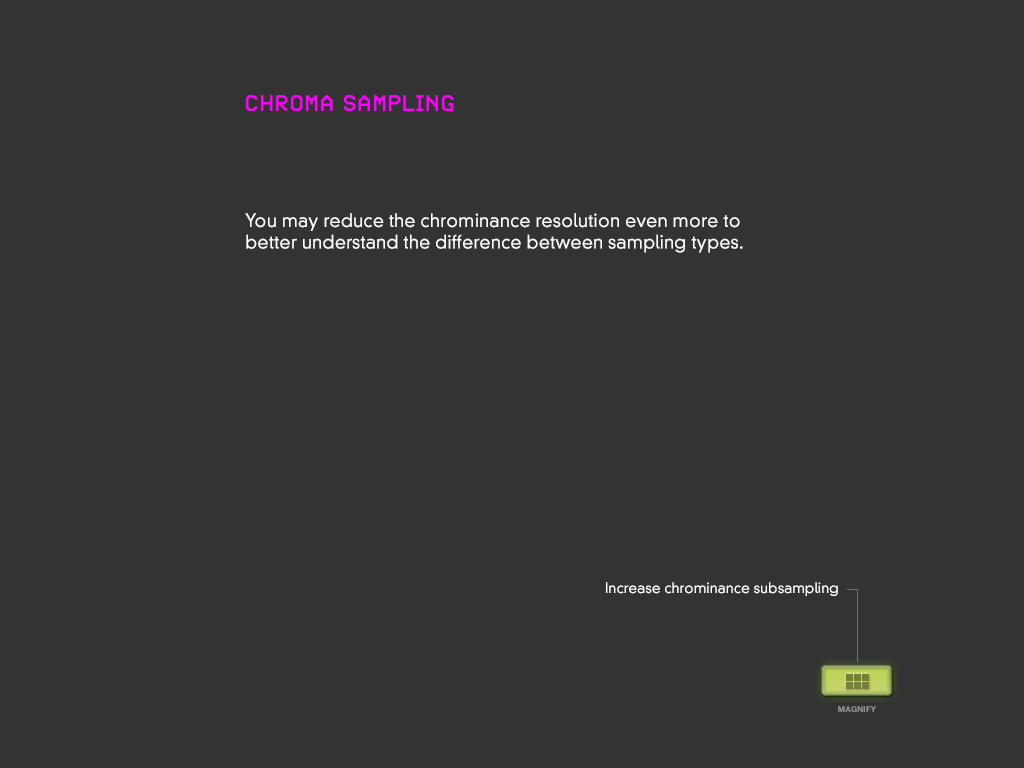 CHROMA SAMPLING
You may reduce the chrominance resolution even more to
better understand the difference between sampling types.
Increase chrominance subsampling
MAGNIFY